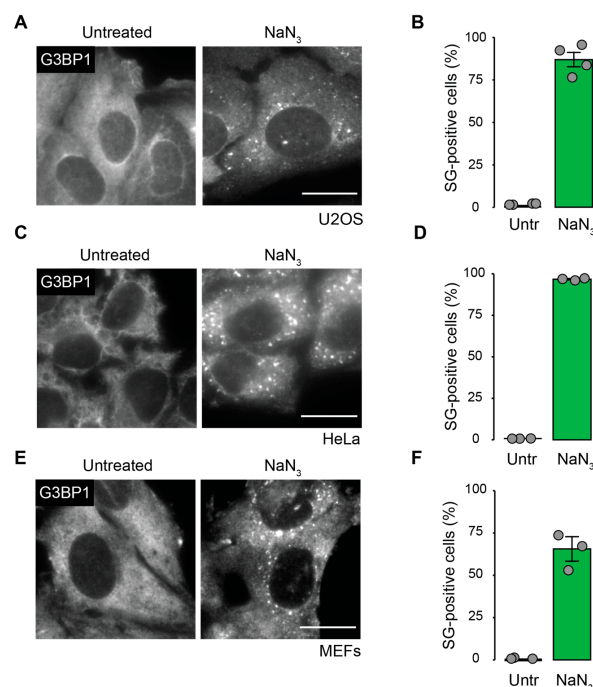 A
Untreated
NaN3
G3BP1
U2OS
B
SG-positive cells (%)
100
75
50
25
0
Untr
NaN3
C
Untreated
NaN3
G3BP1
HeLa
D
SG-positive cells (%)
100
75
50
25
0
Untr
NaN3
E
Untreated
NaN3
G3BP1
MEFs
F
SG-positive cells (%)
100
75
50
25
0
Untr
NaN3